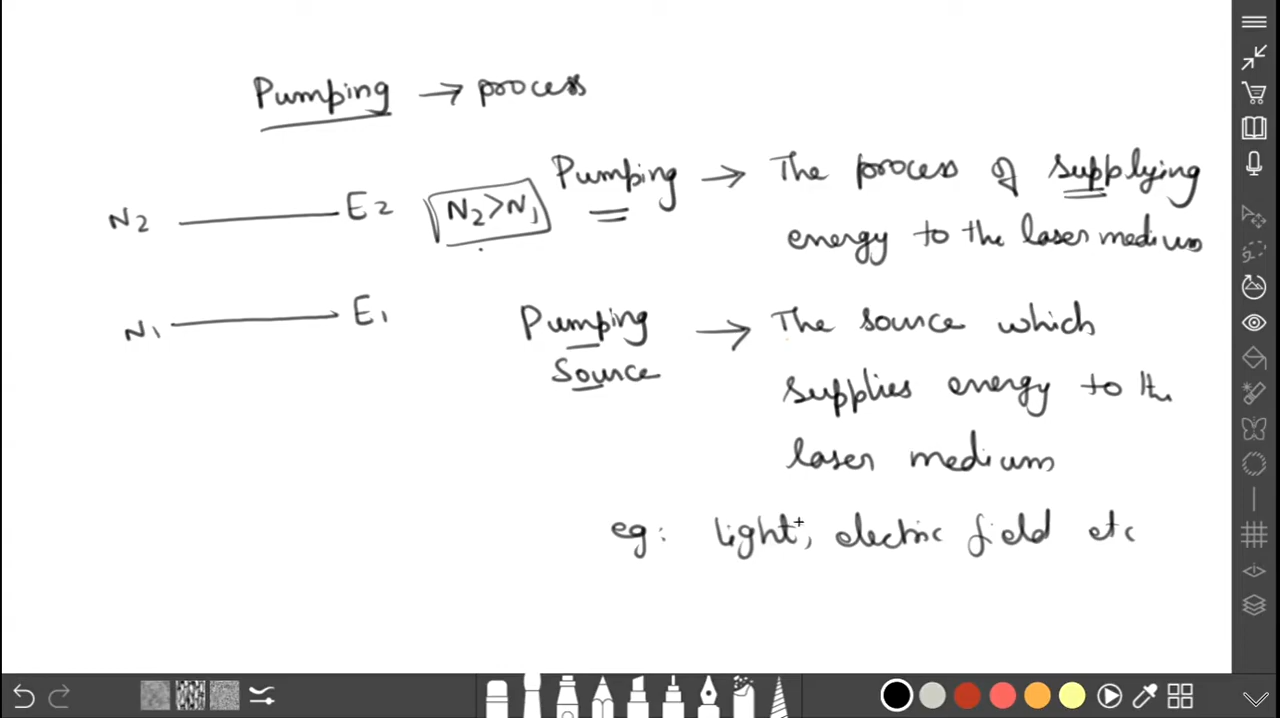 Pumping → process
Pumping → The process of supplying
energy to the laser medium
N2 E2 N2>N1
N1 E1
Pumping Source → The source which
supplies energy to the
laser medium
eg: light, electric field etc